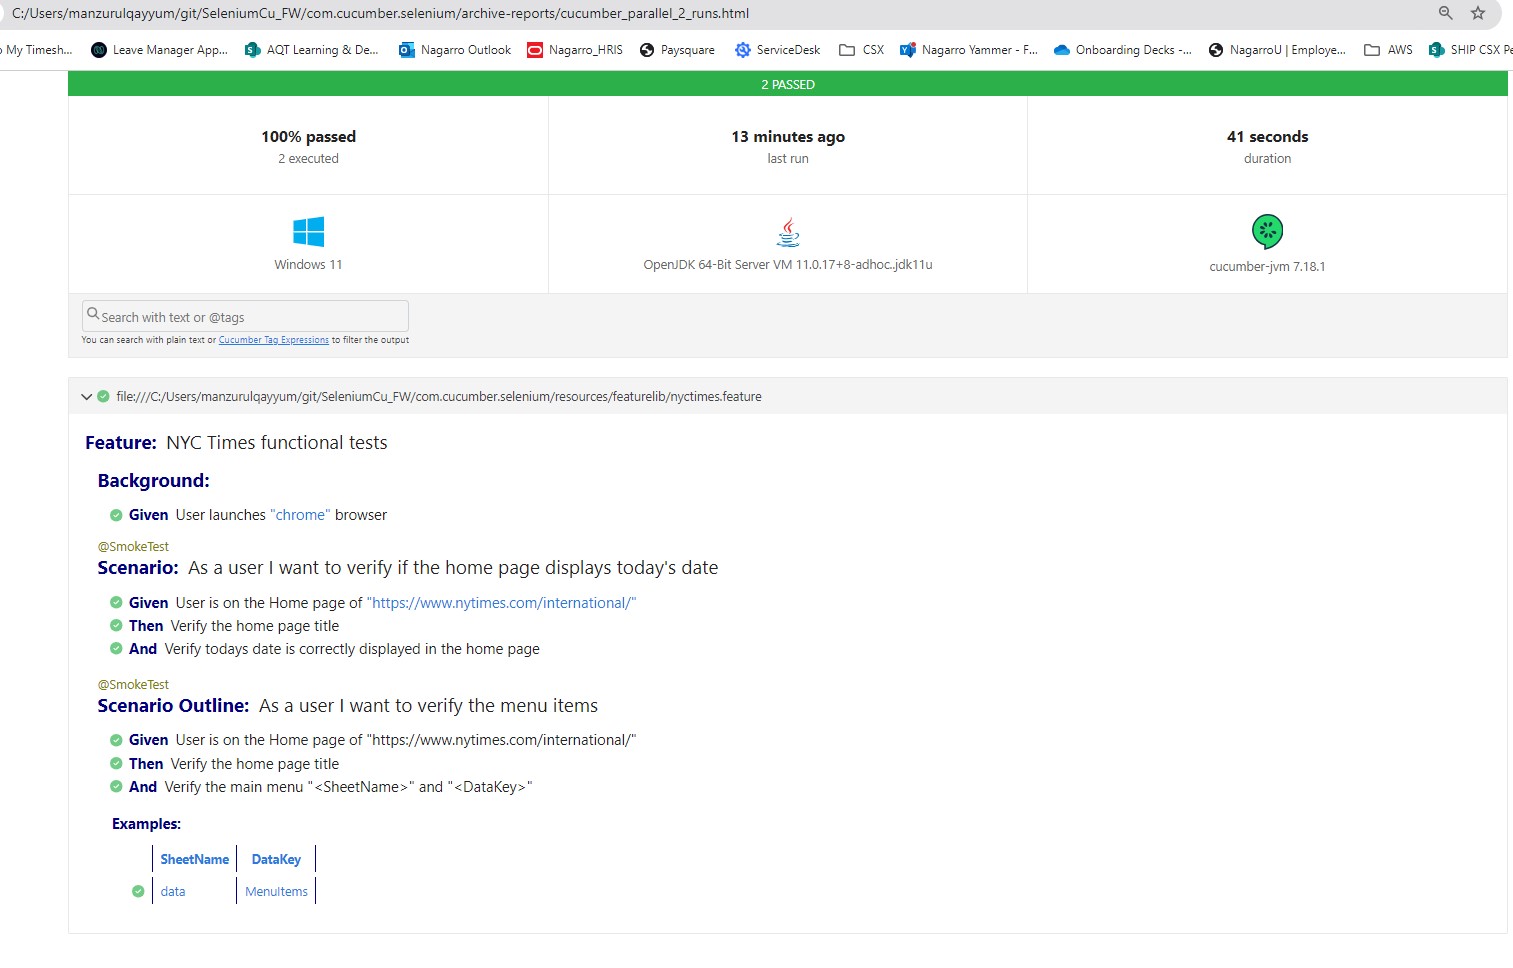 C:/Users/manzurulqayyum/git/SeleniumCu_FW/com.cucumber.selenium/archive-reports/cucumber_parallel_2_runs.html
My Timesh... Leave Manager App... AQT Learning & De... Nagarro Outlook Nagarro_HRIS Paysquare ServiceDesk CSX Nagarro Yammer - F... Onboarding Decks -... NagarroU | Employe... AWS SHIP CSX Pe
2 PASSED
100% passed 13 minutes ago 41 seconds
2 executed last run duration
Windows 11 OpenJDK 64-Bit Server VM 11.0.17+8-adhoc..jdk11u cucumber-jvm 7.18.1
Search with text or @tags
You can search with plain text or Cucumber Tag Expressions to filter the output
file:///C:/Users/manzurulqayyum/git/SeleniumCu_FW/com.cucumber.selenium/resources/featurelib/nyctimes.feature
Feature: NYC Times functional tests
Background:
Given User launches "chrome" browser
@SmokeTest
Scenario: As a user I want to verify if the home page displays today's date
Given User is on the Home page of "https://www.nytimes.com/international/"
Then Verify the home page title
And Verify todays date is correctly displayed in the home page
@SmokeTest
Scenario Outline: As a user I want to verify the menu items
Given User is on the Home page of "https://www.nytimes.com/international/"
Then Verify the home page title
And Verify the main menu "<SheetName>" and "<DataKey>"
Examples:
SheetName DataKey
data MenuItems